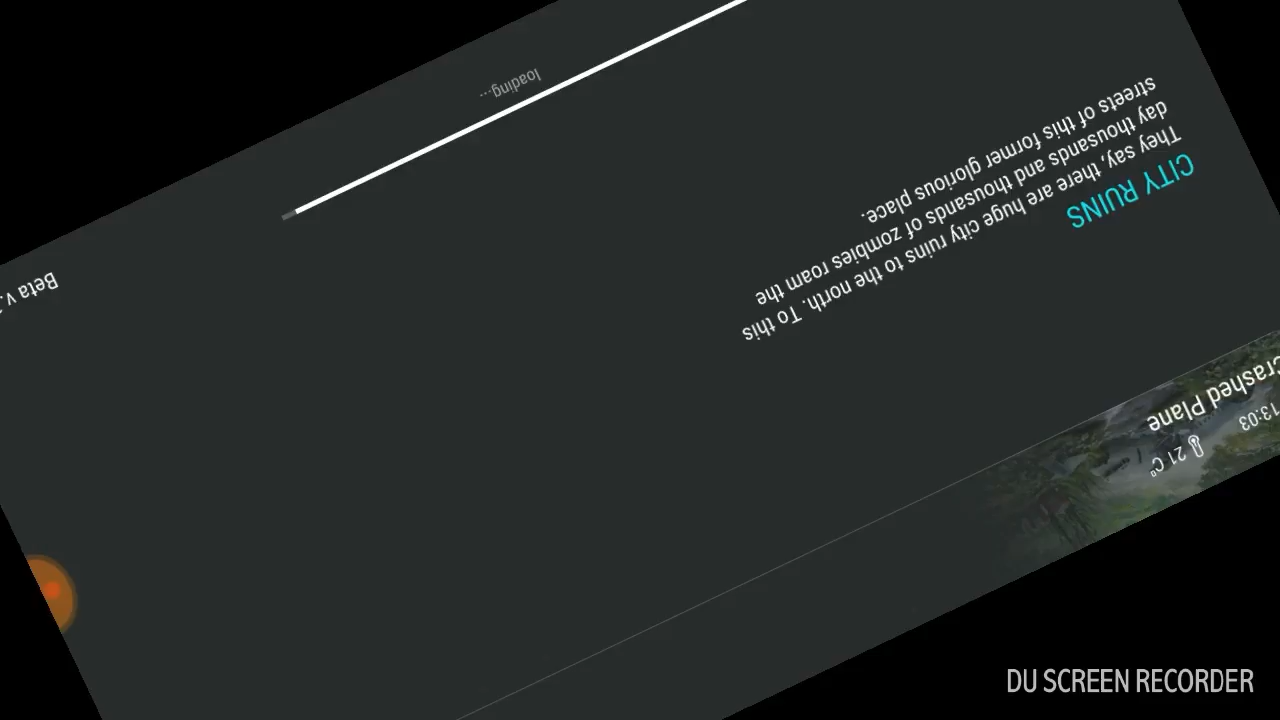 Crashed Plane
13:03
21 C°
CITY RUINS
They say, there are huge city ruins to the north. To this
day thousands and thousands of zombies roam the
streets of this former glorious place.
loading...
Beta v.
DU SCREEN RECORDER